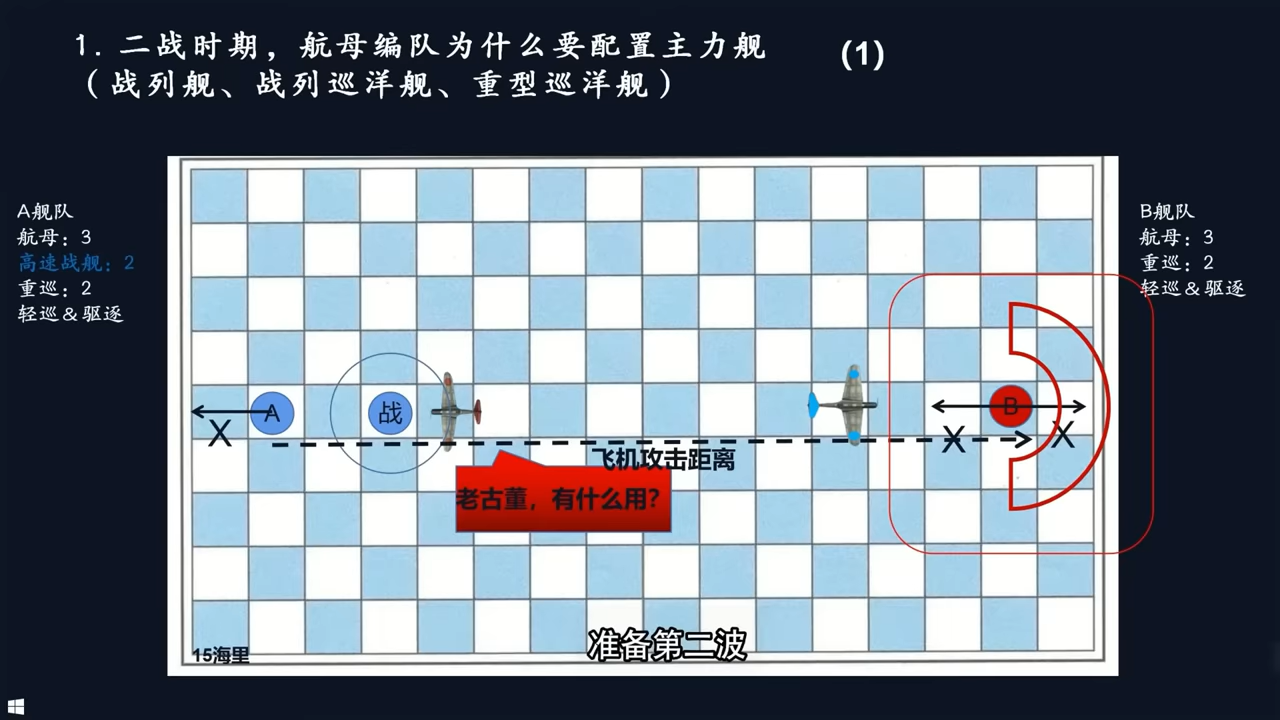 1. 二战时期，航母编队为什么要配置主力舰
（战列舰、战列巡洋舰、重型巡洋舰）
(1)
A舰队
航母：3
高速战舰：2
重巡：2
轻巡＆驱逐
B舰队
航母：3
重巡：2
轻巡＆驱逐
A
战
B
X
X
X
飞机攻击距离
老古董，有什么用？
准备第二波
15海里